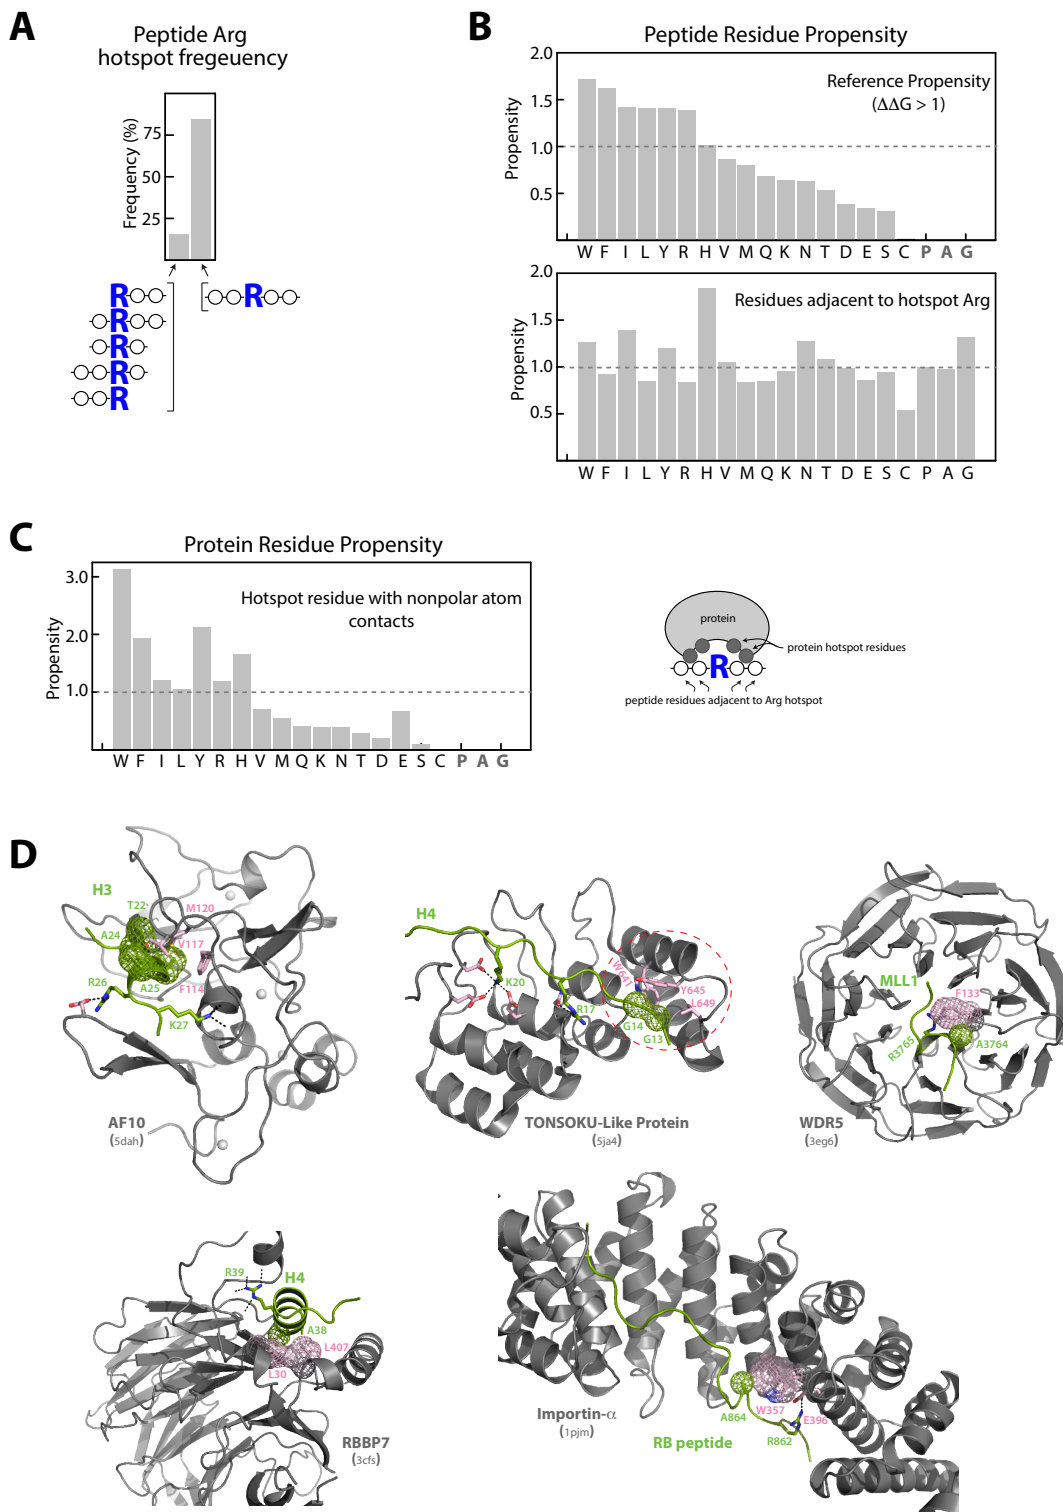 A
Peptide Arg
hotspot fregeuency
Frequency (%)
75
50
25
R
R
R
R
R
R
B
Peptide Residue Propensity
Propensity
2.0
1.5
1.0
0.5
Reference Propensity
(ΔΔG > 1)
W F I L Y R H V M Q K N T D E S C P A G
Propensity
2.0
1.5
1.0
0.5
Residues adjacent to hotspot Arg
W F I L Y R H V M Q K N T D E S C P A G
C
Protein Residue Propensity
Propensity
3.0
2.0
1.0
Hotspot residue with nonpolar atom
contacts
W F I L Y R H V M Q K N T D E S C P A G
protein
protein hotspot residues
R
peptide residues adjacent to Arg hotspot
D
H3
T22
M120
A24
V117
R26
A25
F114
K27
AF10
(5dah)
H4
W641
K20
Y645
L649
R17
G14
G13
TONSOKU-Like Protein
(5ja4)
MLL1
F133
R3765
A3764
WDR5
(3eg6)
R39
H4
A38
L407
L30
RBBP7
(3cfs)
Importin-α
(1pjm)
A864
W357
E396
RB peptide
R862